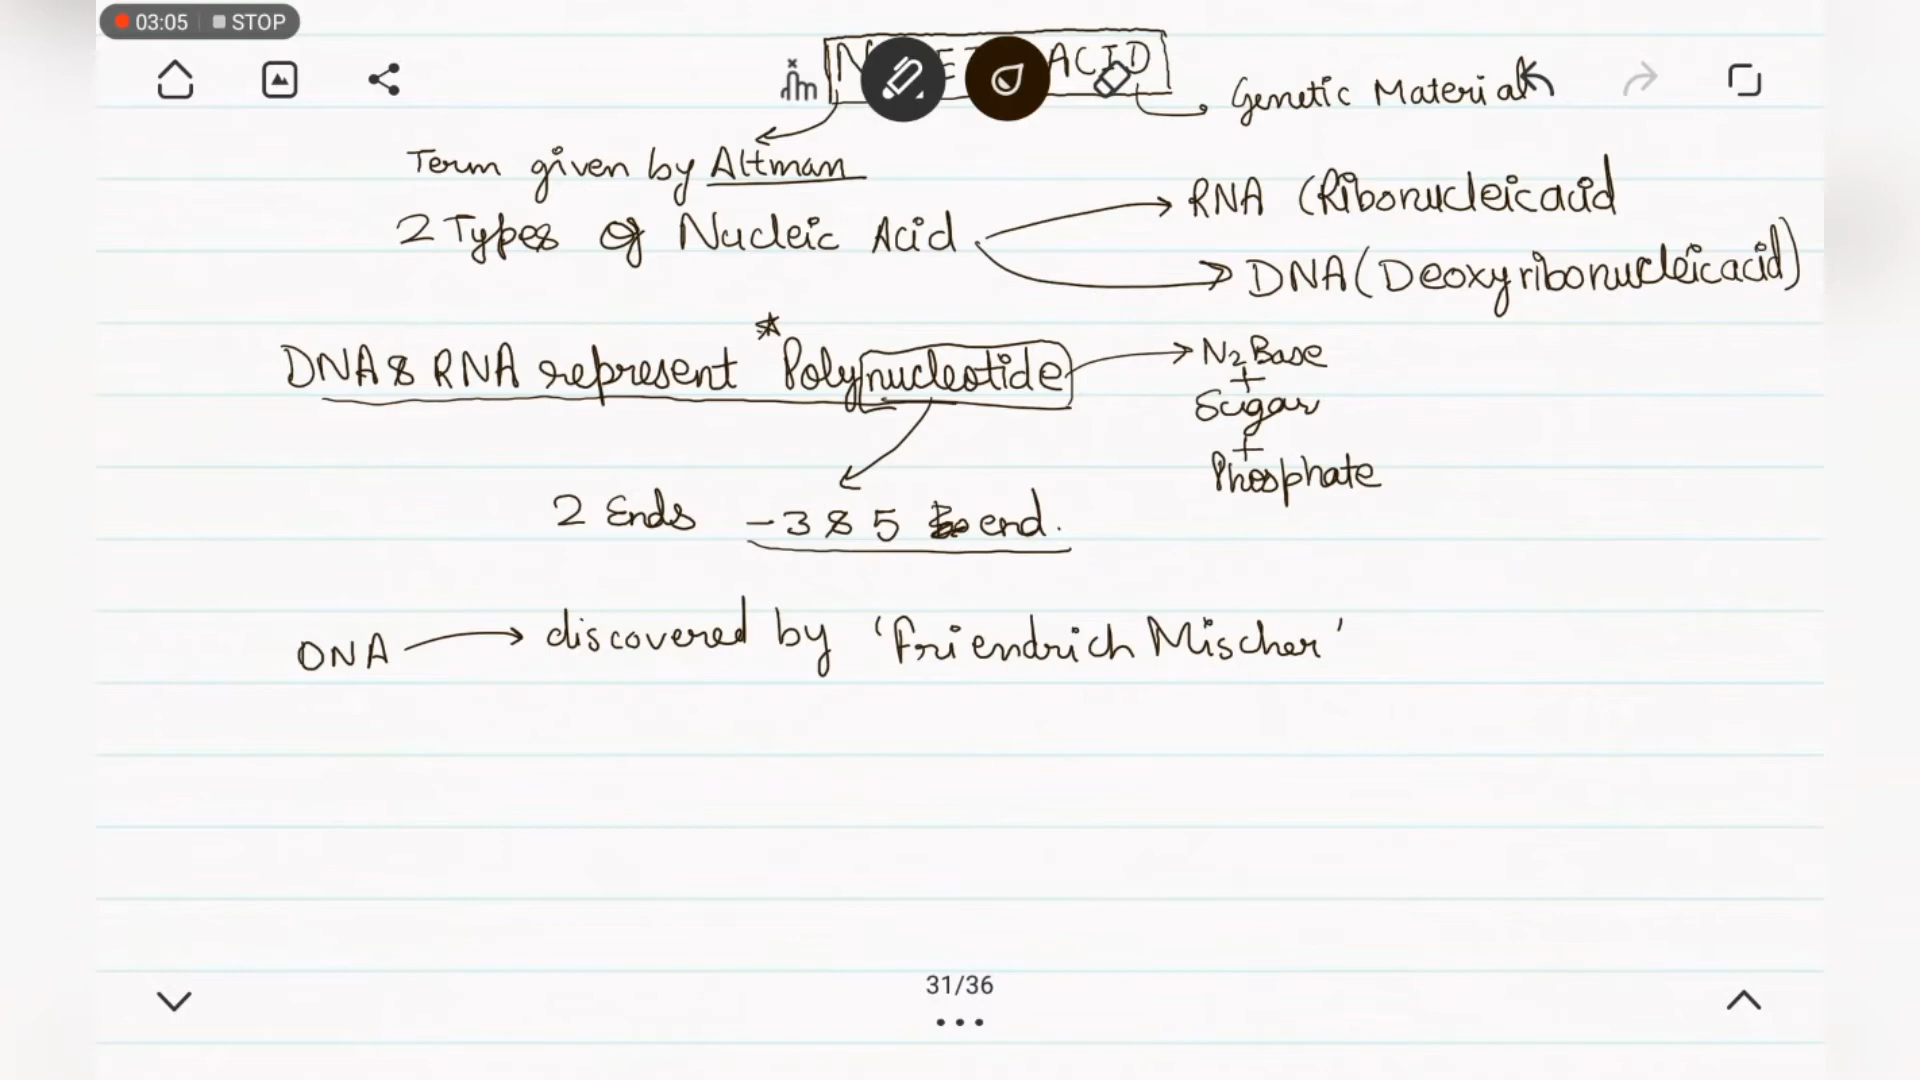 03:05 STOP
ACID
Genetic Material
Term given by Altman
2 Types of Nucleic Acid
RNA (Ribonucleicacid
DNA (Deoxyribonucleicacid)
DNA & RNA represent *Polynucleotide
N2 Base
+
Sugar
+
Phosphate
2 Ends - 3 & 5 end.
DNA → discovered by 'Friendrich Mischer'
31/36